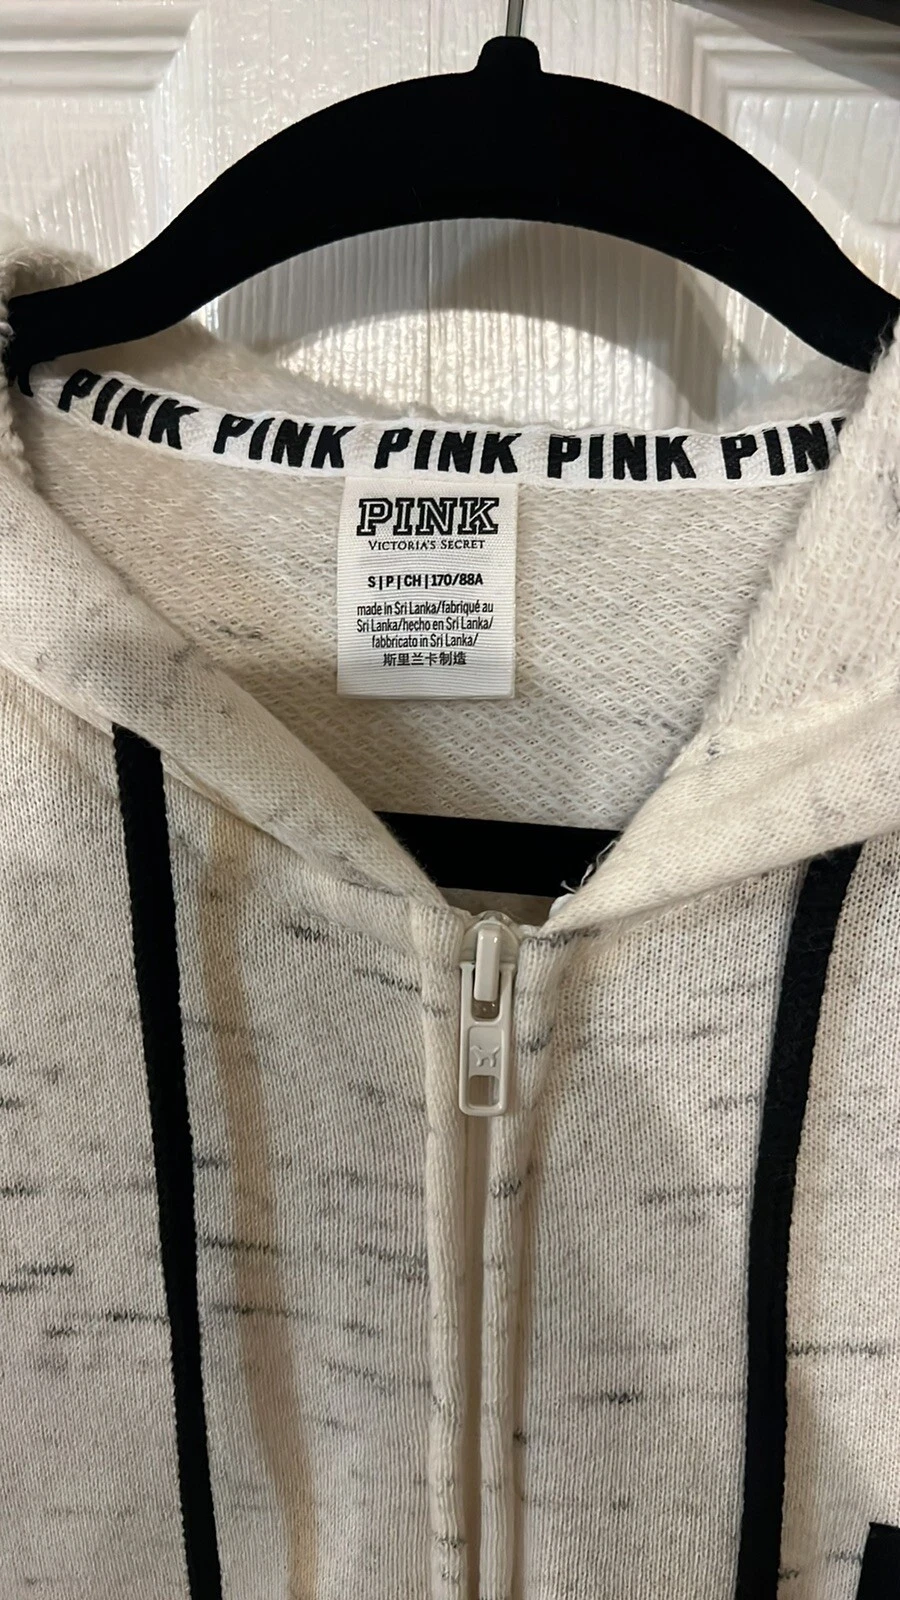 PINK PINK PINK PINK PIN
PINK
VICTORIA'S SECRET
S|P|CH|170/88A
made in Sri Lanka/fabriqué au
Sri Lanka/hecho en Sri Lanka/
fabbricato in Sri Lanka/
斯里兰卡制造